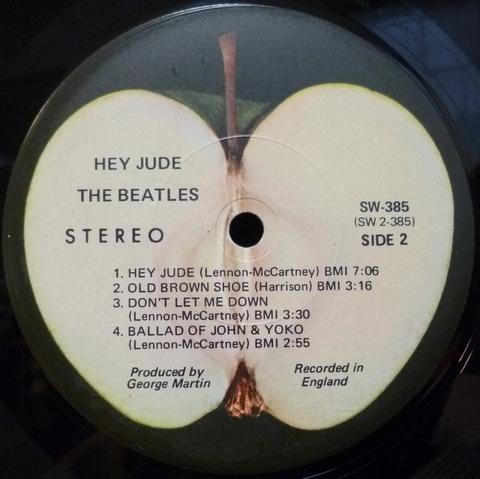 HEY JUDE
THE BEATLES
STEREO
SW-385
(SW 2-385)
SIDE 2
1. HEY JUDE (Lennon-McCartney) BMI 7:06
2. OLD BROWN SHOE (Harrison) BMI 3:16
3. DON'T LET ME DOWN
(Lennon-McCartney) BMI 3:30
4. BALLAD OF JOHN & YOKO
(Lennon-McCartney) BMI 2:55
Produced by
George Martin
Recorded in
England